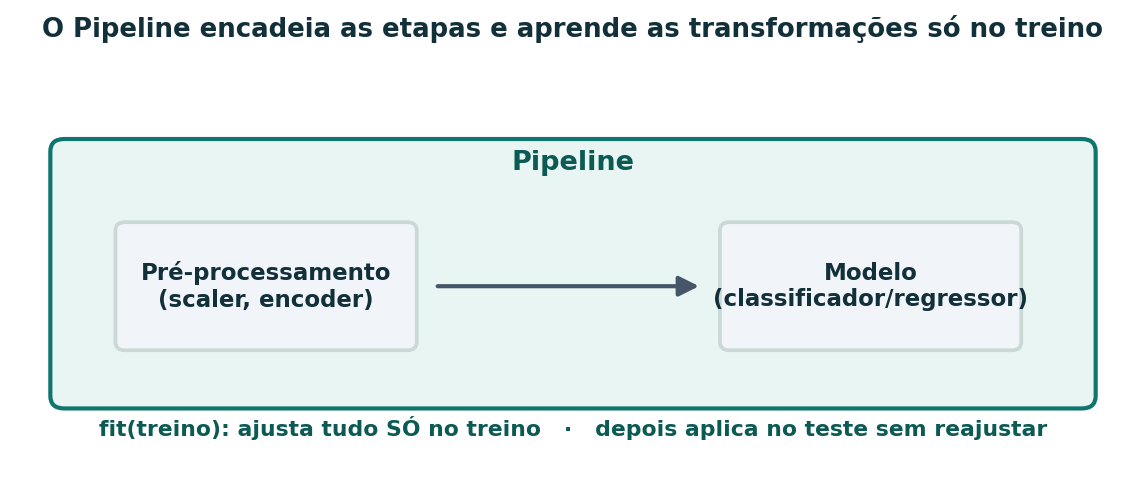 O Pipeline encadeia as etapas e aprende as transformações só no treino
Pipeline
Pré-processamento
(scaler, encoder)
Modelo
(classificador/regressor)
fit(treino): ajusta tudo SÓ no treino · depois aplica no teste sem reajustar